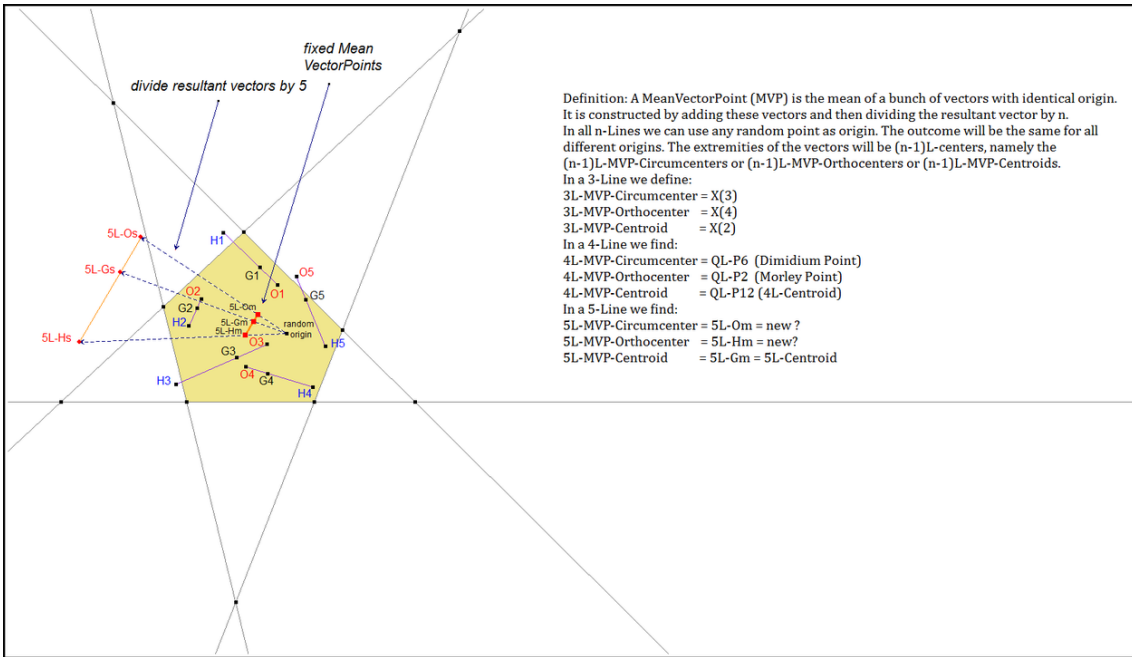 fixed Mean
VectorPoints
divide resultant vectors by 5
Definition: A MeanVectorPoint (MVP) is the mean of a bunch of vectors with identical origin.
It is constructed by adding these vectors and then dividing the resultant vector by n.
In all n-Lines we can use any random point as origin. The outcome will be the same for all
different origins. The extremities of the vectors will be (n-1)L-centers, namely the
(n-1)L-MVP-Circumcenters or (n-1)L-MVP-Orthocenters or (n-1)L-MVP-Centroids.
In a 3-Line we define:
3L-MVP-Circumcenter = X(3)
3L-MVP-Orthocenter = X(4)
3L-MVP-Centroid = X(2)
In a 4-Line we find:
4L-MVP-Circumcenter = QL-P6 (Dimidium Point)
4L-MVP-Orthocenter = QL-P2 (Morley Point)
4L-MVP-Centroid = QL-P12 (4L-Centroid)
In a 5-Line we find:
5L-MVP-Circumcenter = 5L-Om = new ?
5L-MVP-Orthocenter = 5L-Hm = new?
5L-MVP-Centroid = 5L-Gm = 5L-Centroid
5L-Os
H1
5L-Gs
G1
O5
O2
O1
G5
G2
5L-Om
H2
5L-Gm
random
5L-Hm
origin
5L-Hs
O3
H5
G3
O4
G4
H3
H4